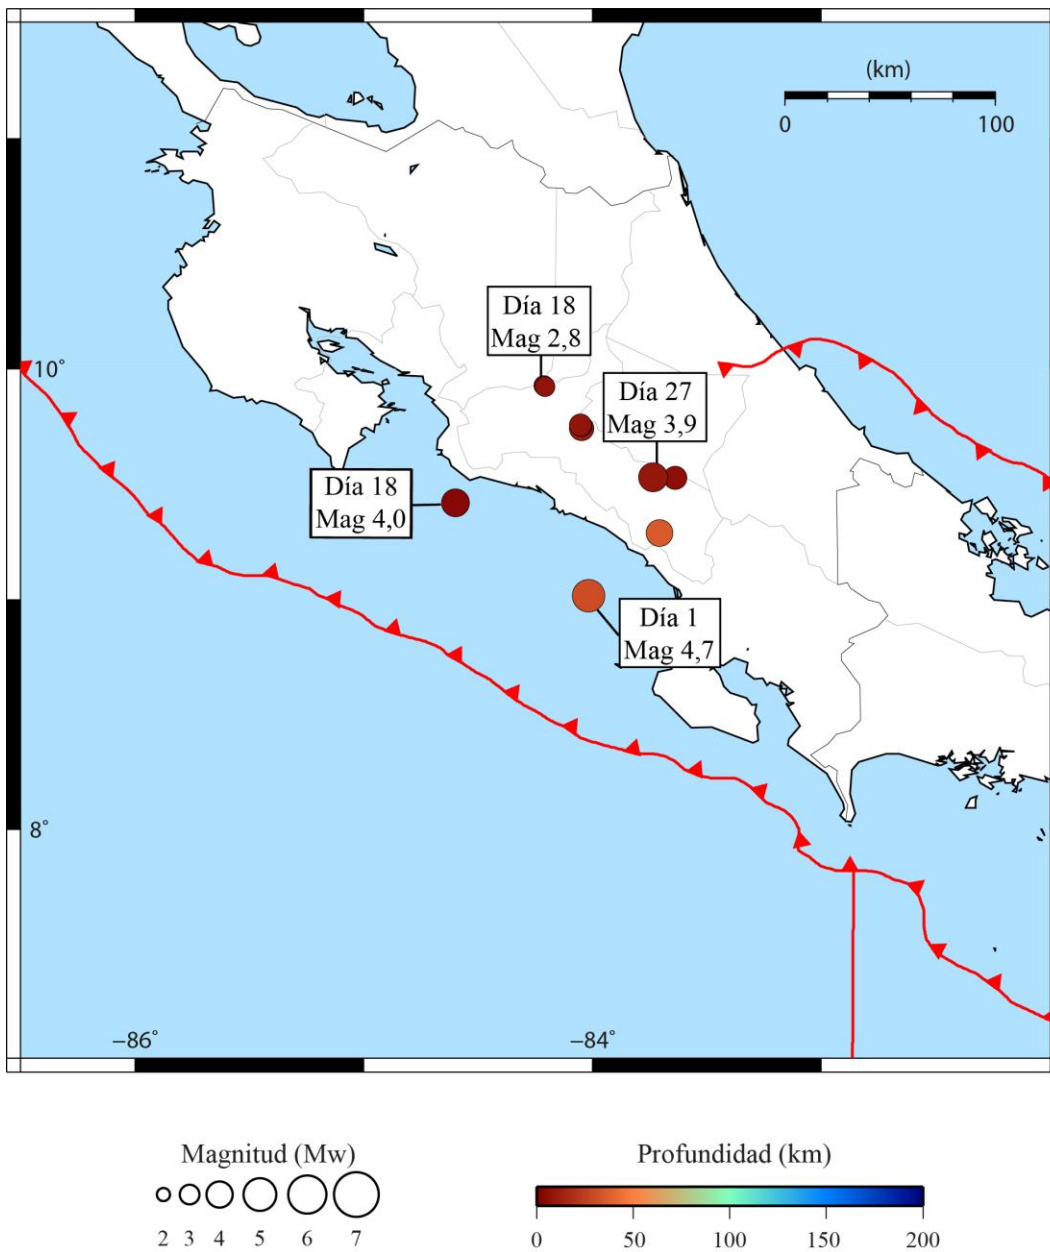 (km)
0 100
Día 18
Mag 2,8
10°
Día 27
Mag 3,9
Día 18
Mag 4,0
Día 1
Mag 4,7
8°
−86°
−84°
Magnitud (Mw)
2 3 4 5 6 7
Profundidad (km)
0 50 100 150 200